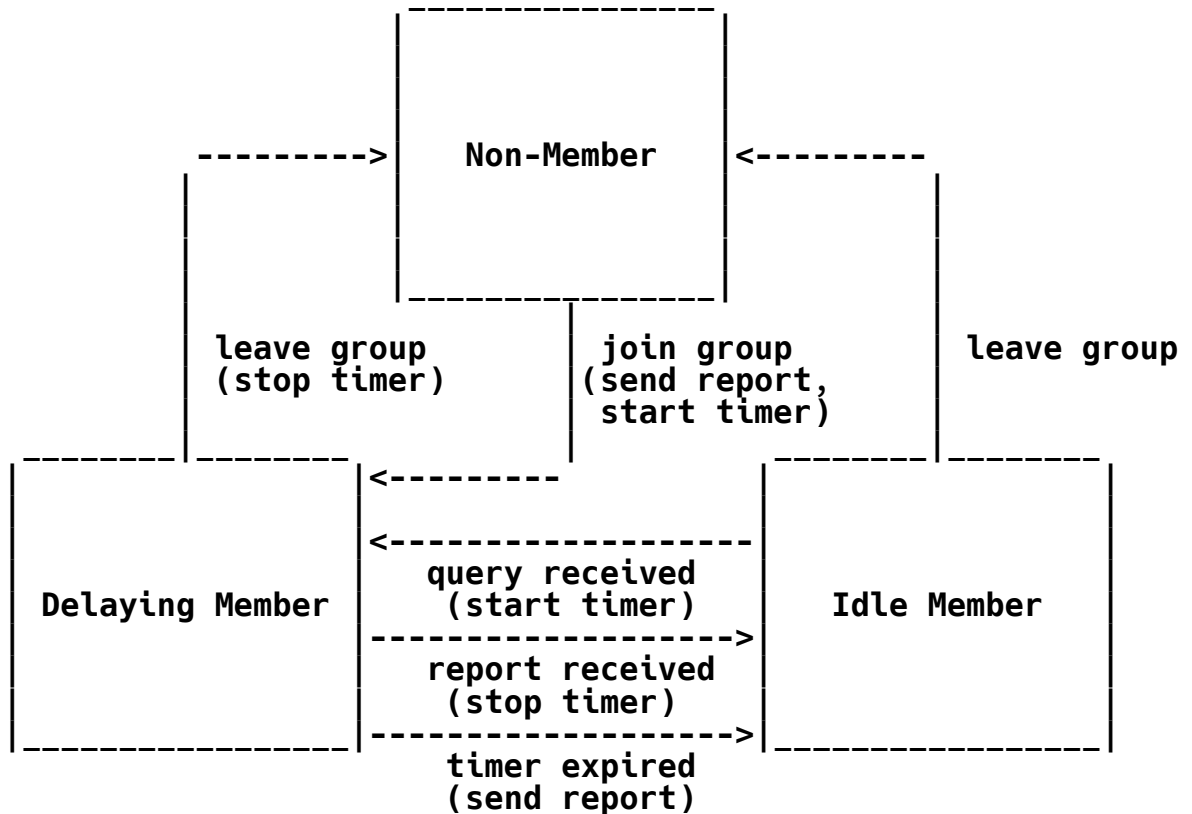 Non-Member
leave group
(stop timer)
join group
(send report,
start timer)
leave group
query received
(start timer)
Delaying Member
Idle Member
report received
(stop timer)
timer expired
(send report)